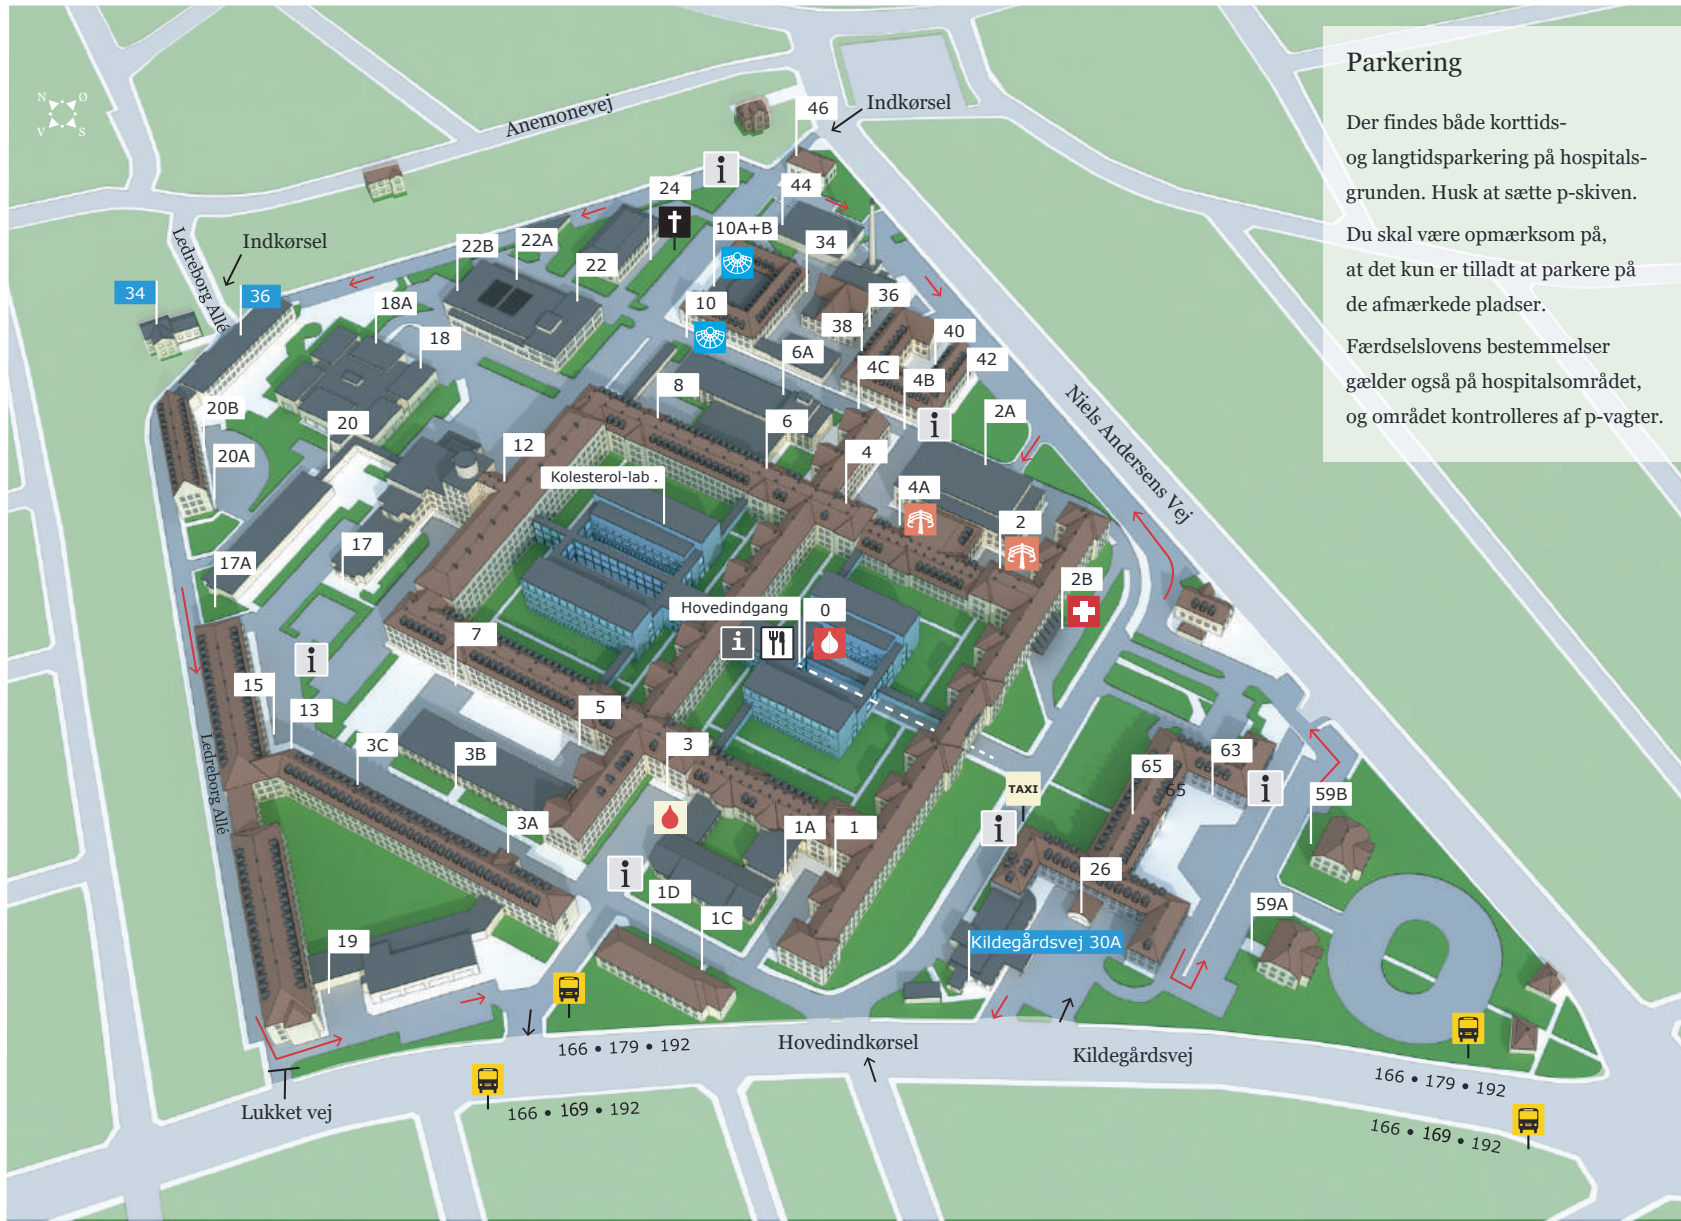 Parkering
Der findes både korttids-
og langtidsparkering på hospitals-
grunden. Husk at sætte p-skiven.
Du skal være opmærksom på,
at det kun er tilladt at parkere på
de afmærkede pladser.
Færdselslovens bestemmelser
gælder også på hospitalsområdet,
og området kontrolleres af p-vagter.
N Ø
V S
Anemonevej
46
Indkørsel
i
24
44
Ledreborg Allé
Indkørsel
22B
22A
10A+B
34
22
34
36
18A
10
36
38
40
18
6A
4C
4B
42
8
20B
20
6
i
2A
Niels Andersens Vej
20A
12
4
Kolesterol-lab .
4A
2
17A
17
2B
Hovedindgang
0
i
7
i
15
13
5
3C
3B
3
63
65
65
TAXI
i
59B
3A
1A
1
i
Ledreborg Allé
i
26
1D
1C
59A
19
Kildegårdsvej 30A
166 • 179 • 192
Hovedindkørsel
Kildegårdsvej
166 • 179 • 192
Lukket vej
166 • 169 • 192
166 • 169 • 192